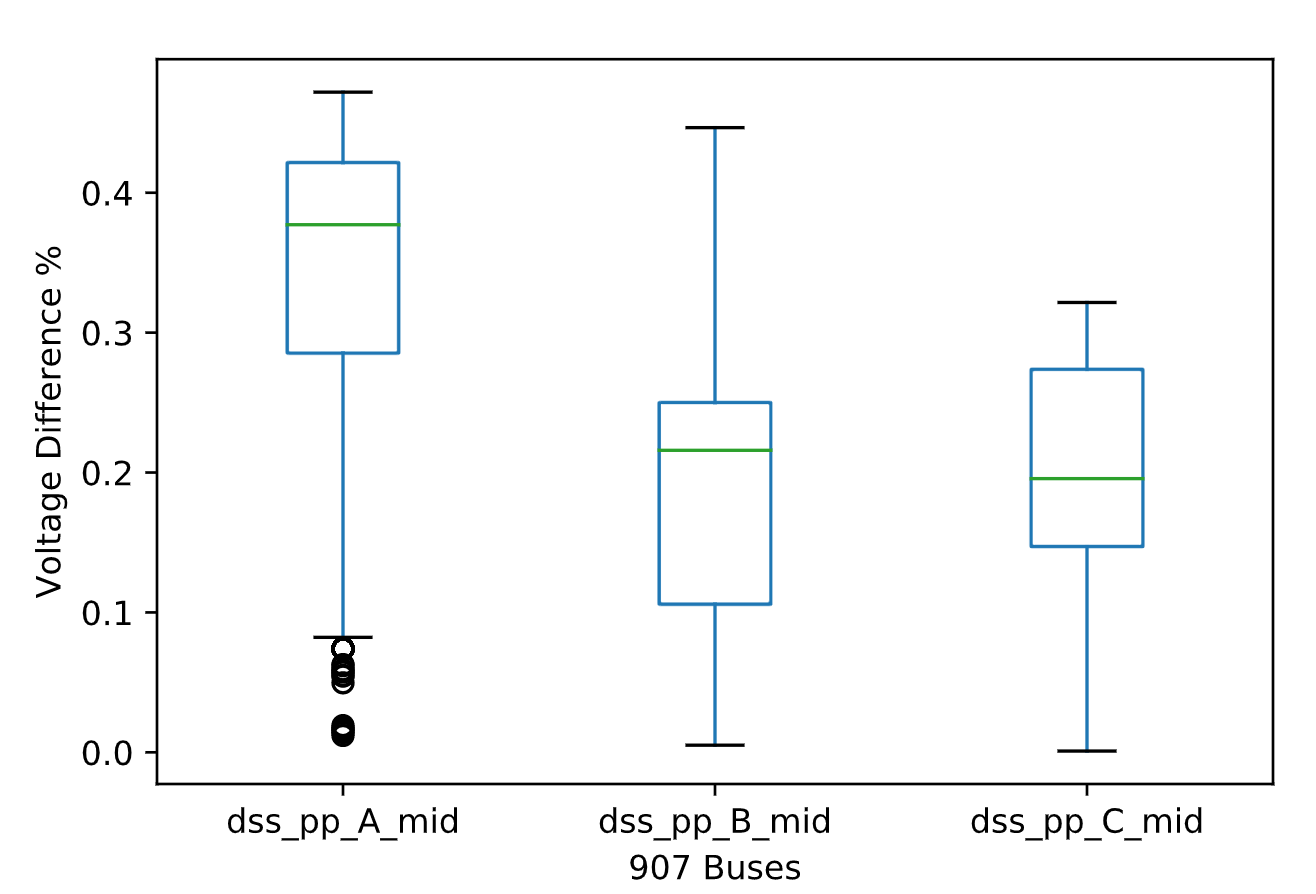 Voltage Difference %
0.4
0.3
0.2
0.1
0.0
dss_pp_A_mid dss_pp_B_mid dss_pp_C_mid
907 Buses